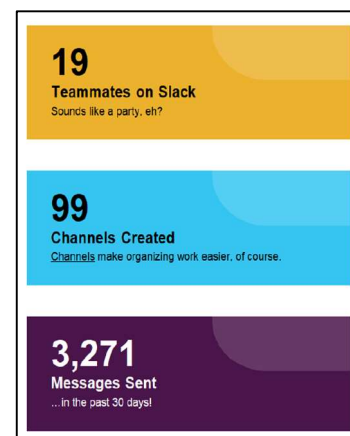 19
Teammates on Slack
Sounds like a party, eh?
99
Channels Created
Channels make organizing work easier, of course.
3,271
Messages Sent
...in the past 30 days!